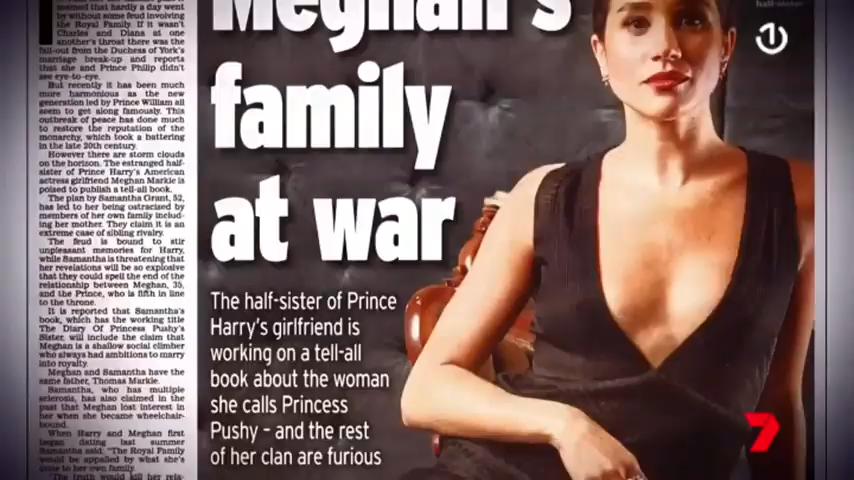 seemed that hardly a day went
by without some feud involving
the Royal Family. If it wasn't
Charles and Diana at one
another's throat there was the
fall-out from the Duchess of York's
marriage break-up and reports
that she and Prince Philip didn't
see eye-to-eye.
But recently it has been much
more harmonious as the new
generation led by Prince William all
seem to get along famously. This
outbreak of peace has done much
to restore the reputation of the
monarchy, which took a battering
in the late 20th century.
However there are storm clouds
on the horizon. The estranged half-
sister of Prince Harry's American
actress girlfriend Meghan Markle is
poised to publish a tell-all book.
The plan by Samantha Grant, 52,
has led to her being ostracised by
members of her own family includ-
ing her mother. They claim it is an
extreme case of sibling rivalry.
The feud is bound to stir
unpleasant memories for Harry,
while Samantha is threatening that
her revelations will be so explosive
that they could spell the end of the
relationship between Meghan, 35,
and the Prince, who is fifth in line
to the throne.
It is reported that Samantha's
book, which has the working title
The Diary Of Princess Pushy's
Sister, will include the claim that
Meghan is a shallow social climber
who always had ambitions to marry
into royalty.
Meghan and Samantha have the
same father, Thomas Markle.
Samantha, who has multiple
sclerosis, has also claimed in the
past that Meghan lost interest in
her when she became wheelchair-
bound.
When Harry and Meghan first
began dating last summer
Samantha said: "The Royal Family
would be appalled by what she's
done to her own family.
"The truth would kill her rela-
Meghan's
family
at war
The half-sister of Prince
Harry's girlfriend is
working on a tell-all
book about the woman
she calls Princess
Pushy – and the rest
of her clan are furious
half-sister
1
7